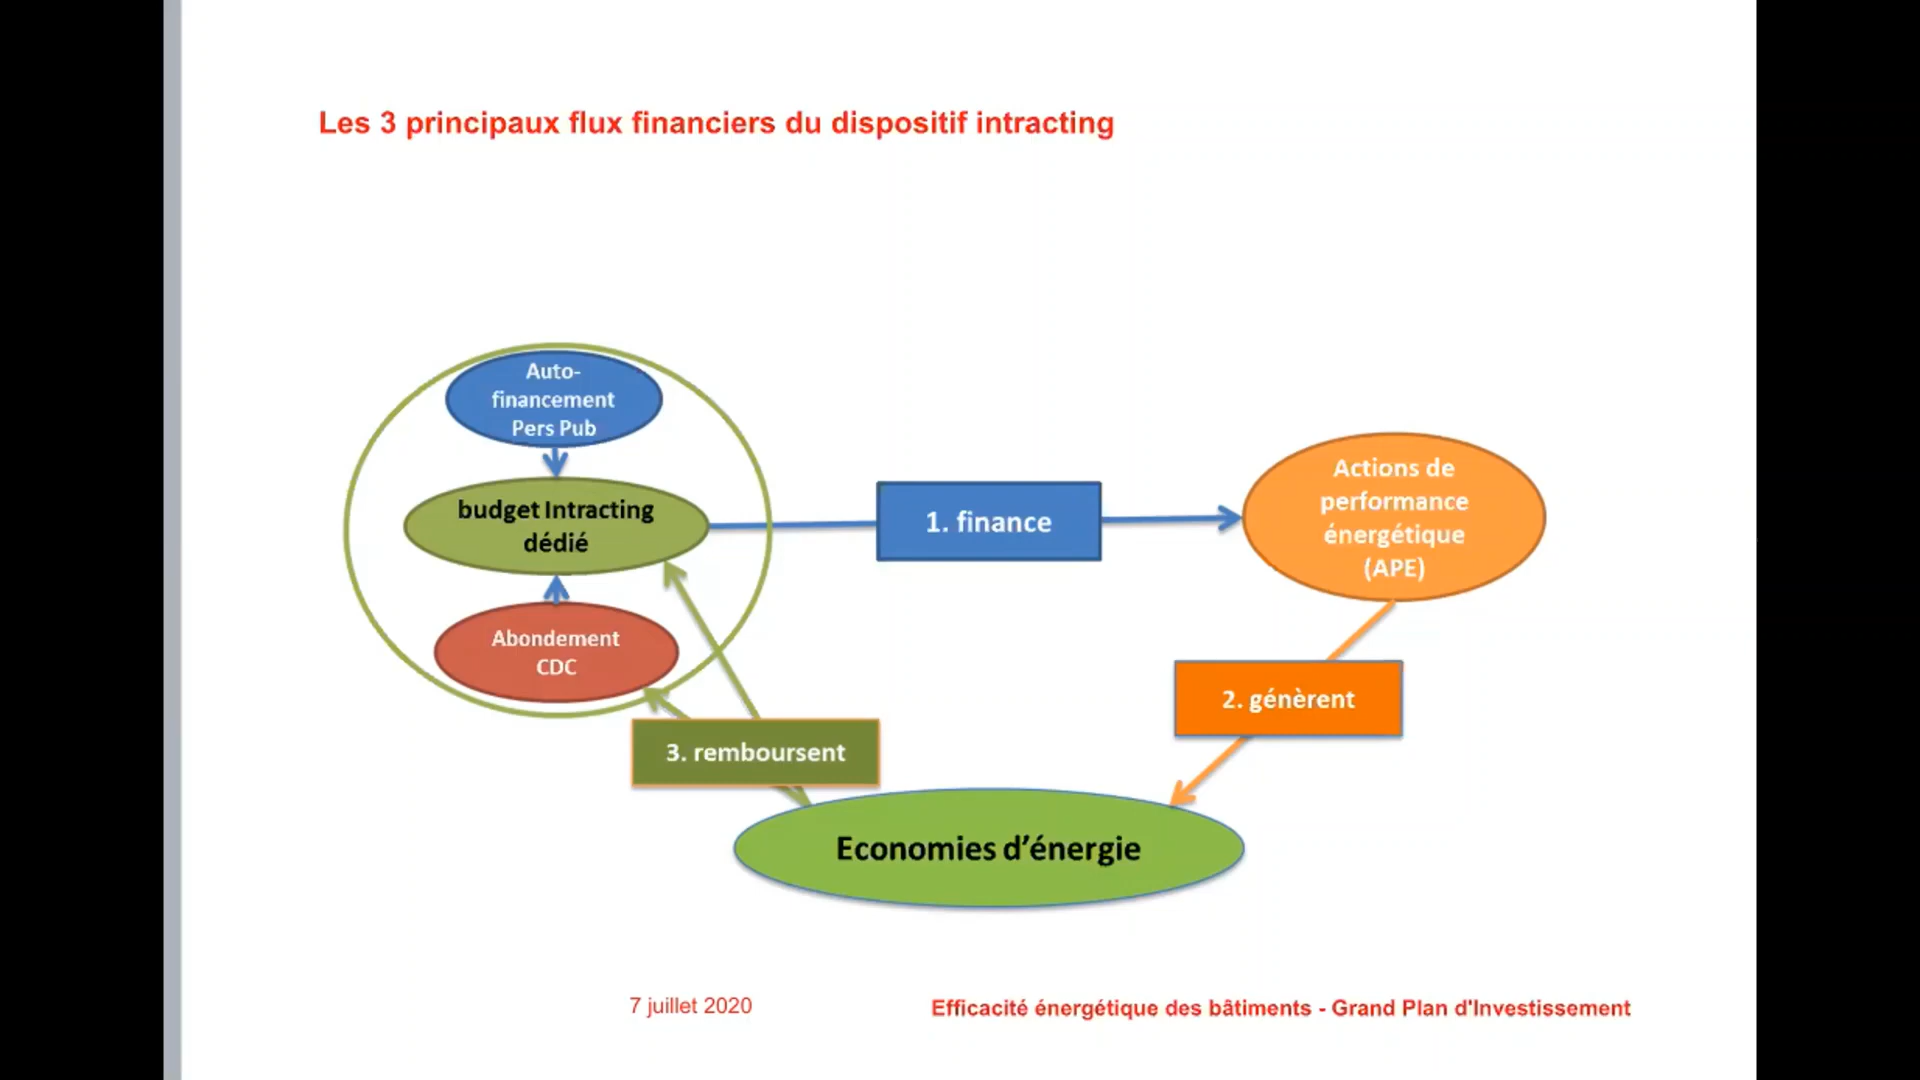 Les 3 principaux flux financiers du dispositif intracting
Auto-
financement
Pers Pub
budget Intracting
dédié
Abondement
CDC
1. finance
Actions de
performance
énergétique
(APE)
2. génèrent
3. remboursent
Economies d’énergie
7 juillet 2020
Efficacité énergétique des bâtiments - Grand Plan d'Investissement